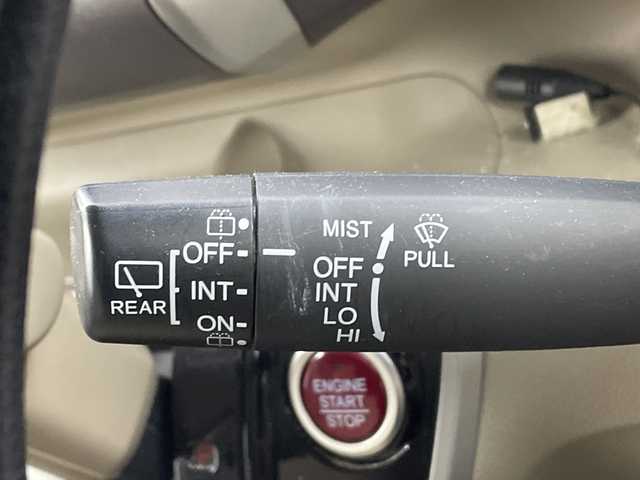 OFF
INT
ON
REAR
MIST
OFF
INT
LO
HI
PULL
ENGINE
START
STOP